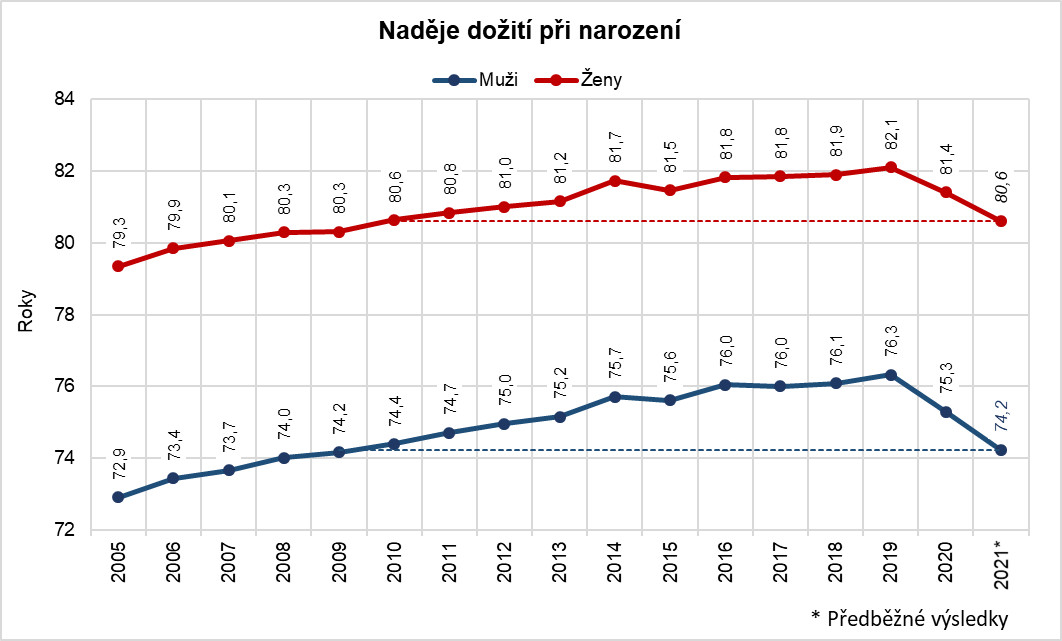 Naděje dožití při narození
Muži Ženy
84
82
80
78
76
74
72
Roky
79,3 79,9 80,1 80,3 80,3 80,6 80,8 81,0 81,2 81,7 81,5 81,8 81,8 81,9 82,1 81,4 80,6
72,9 73,4 73,7 74,0 74,2 74,4 74,7 75,0 75,2 75,7 75,6 76,0 76,0 76,1 76,3 75,3 74,2
2005 2006 2007 2008 2009 2010 2011 2012 2013 2014 2015 2016 2017 2018 2019 2020 2021*
* Předběžné výsledky